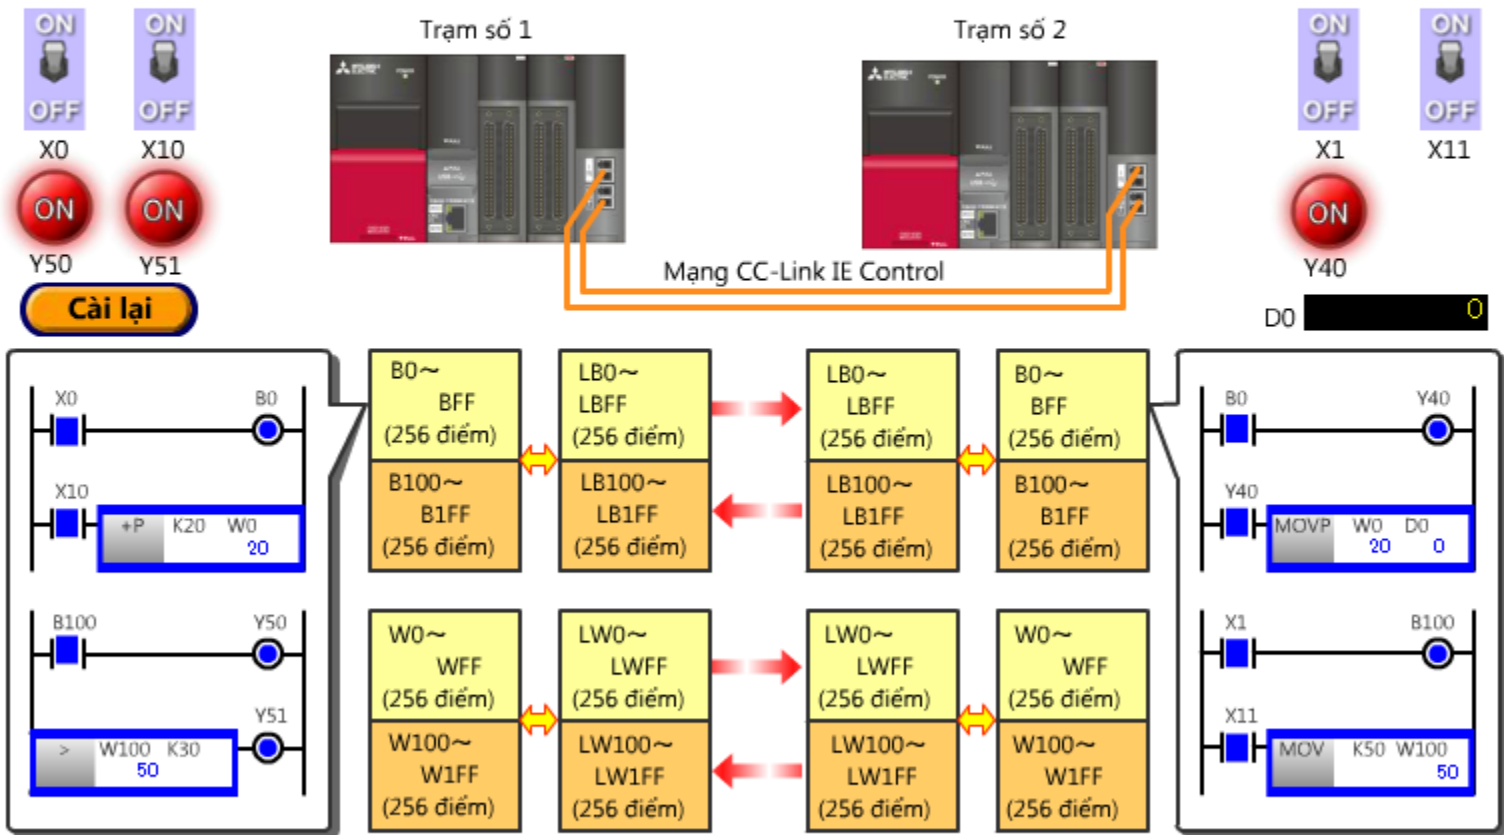 ON
OFF
X0
ON
OFF
X10
ON
Y50
ON
Y51
Cài lại
Trạm số 1
Trạm số 2
Mạng CC-Link IE Control
ON
OFF
X1
ON
OFF
X11
ON
Y40
D0 0
X0 B0
X10
+P K20 W0
20
B100 Y50
Y51
> W100 K30
50
B0～
BFF
(256 điểm)
B100～
B1FF
(256 điểm)
LB0～
LBFF
(256 điểm)
LB100～
LB1FF
(256 điểm)
LB0～
LBFF
(256 điểm)
LB100～
LB1FF
(256 điểm)
B0～
BFF
(256 điểm)
B100～
B1FF
(256 điểm)
W0～
WFF
(256 điểm)
W100～
W1FF
(256 điểm)
LW0～
LWFF
(256 điểm)
LW100～
LW1FF
(256 điểm)
LW0～
LWFF
(256 điểm)
LW100～
LW1FF
(256 điểm)
W0～
WFF
(256 điểm)
W100～
W1FF
(256 điểm)
B0 Y40
Y40
MOVP W0 D0
20 0
X1 B100
X11
MOV K50 W100
50